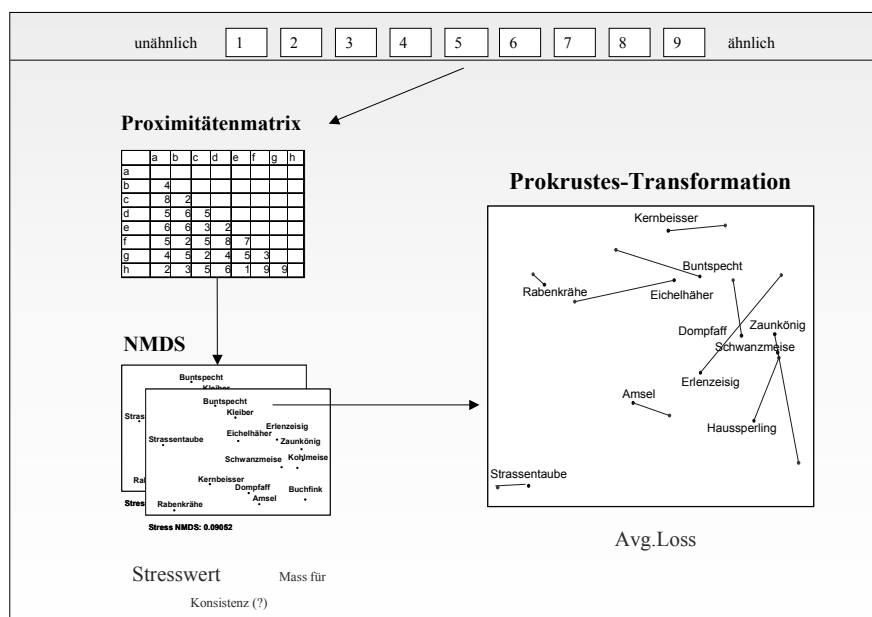 unähnlich 1 2 3 4 5 6 7 8 9 ähnlich
Proximitätenmatrix
a b c d e f g h
a
b 4
c 8 2
d 5 6 5
e 6 6 3 2
f 5 2 5 8 7
g 4 5 2 4 5 3
h 2 3 5 6 1 9 9
NMDS
Buntspecht
Kleiber
Stras
Ra
Stress
Buntspecht
Kleiber
Erlenzeisig
Strassentaube
Eichelhäher
Zaunkönig
Schwanzmeise
Kohlmeise
Kernbeisser
Dompfaff
Buchfink
Amsel
Rabenkrähe
Stress NMDS: 0.09052
Stresswert
Mass für
Konsistenz (?)
Prokrustes-Transformation
Kernbeisser
Buntspecht
Rabenkrähe
Eichelhäher
Dompfaff
Zaunkönig
Schwanzmeise
Erlenzeisig
Amsel
Haussperling
Strassentaube
Avg.Loss